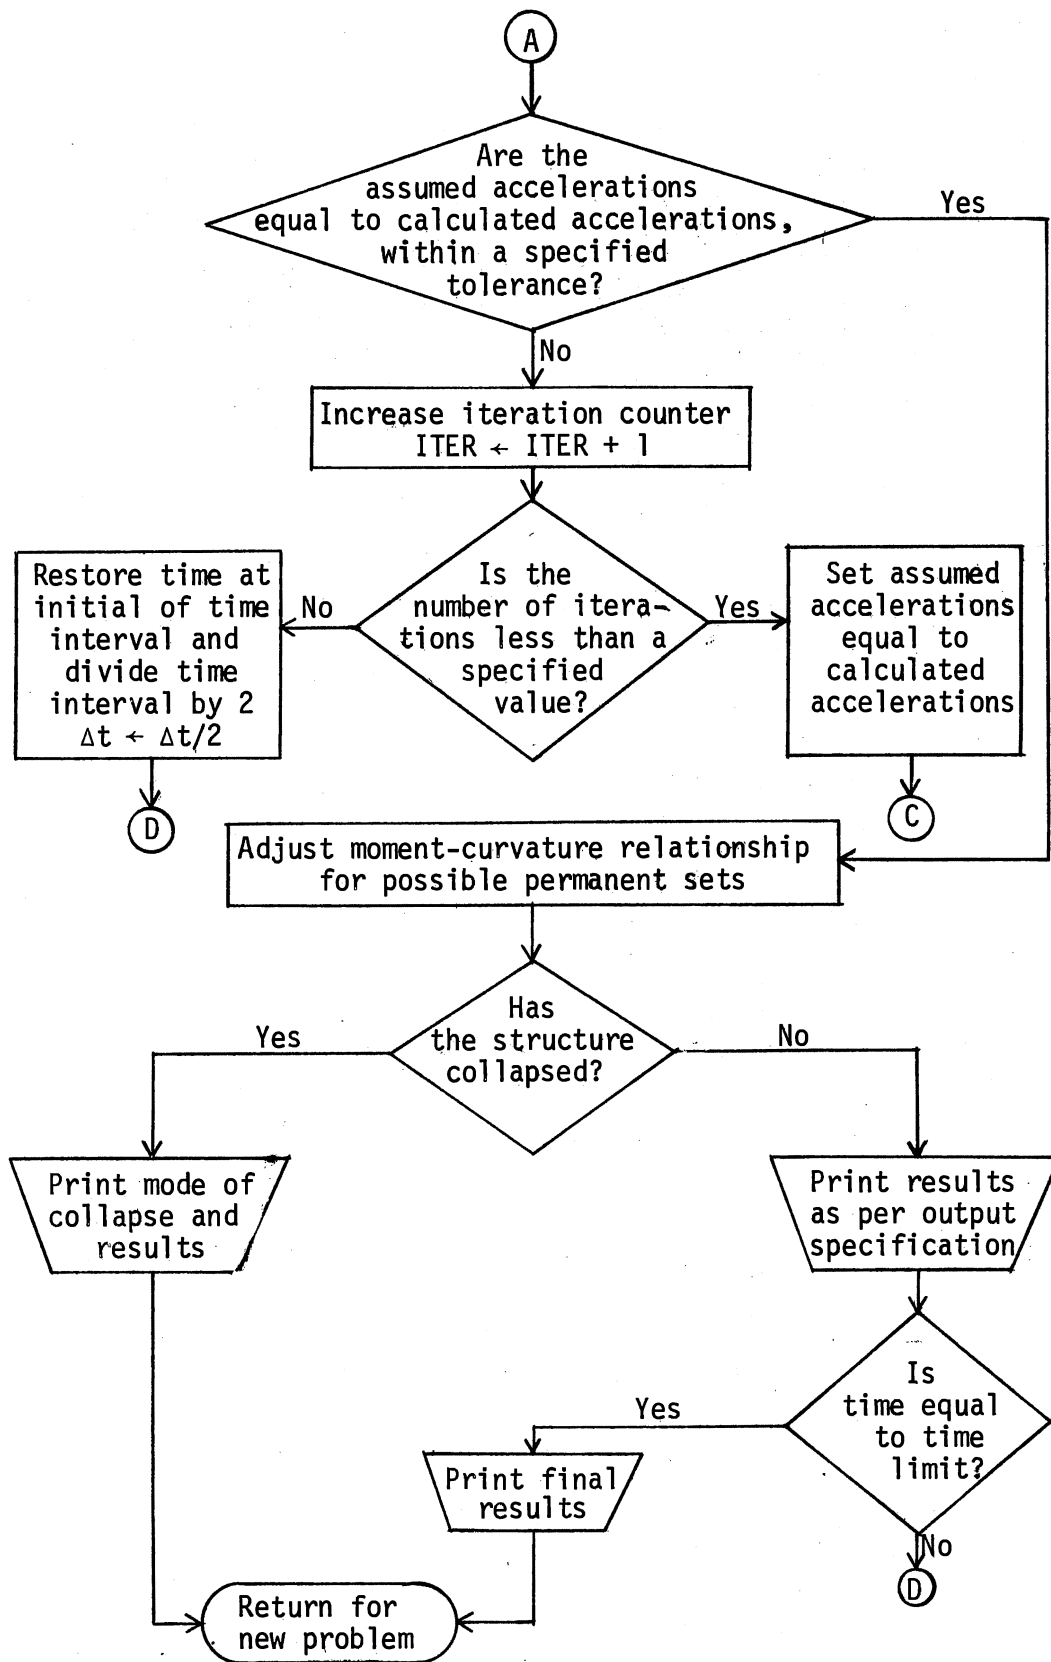 A
Are the
assumed accelerations
equal to calculated accelerations,
within a specified
tolerance?
Yes
No
Increase iteration counter
ITER ← ITER + 1
Restore time at
initial of time
interval and
divide time
interval by 2
Δt ← Δt/2
No
Is the
number of itera-
tions less than a
specified
value?
Yes
Set assumed
accelerations
equal to
calculated
accelerations
D
C
Adjust moment-curvature relationship
for possible permanent sets
Has
the structure
collapsed?
Yes
No
Print mode of
collapse and
results
Print results
as per output
specification
Is
time equal
to time
limit?
Yes
Print final
results
No
D
Return for
new problem